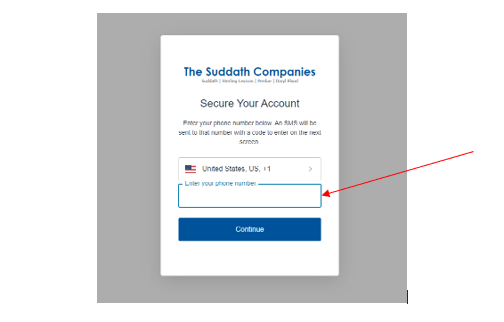 The Suddath Companies
Secure Your Account
Enter your phone number below. An SMS will be
sent to that number with a code to enter on the next
screen.
United States, US, +1
Enter your phone number
Continue